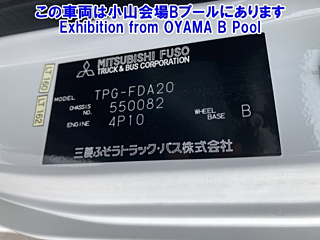 この車両は小山会場Bプールにあります
Exhibition from OYAMA B Pool
LT160 LT162
MITSUBISHI FUSO
TRUCK & BUS CORPORATION
MODEL TPG-FDA20
CHASSIS NO. 550082
ENGINE 4P10 WHEEL BASE B
三菱ふそうトラック・バス株式会社